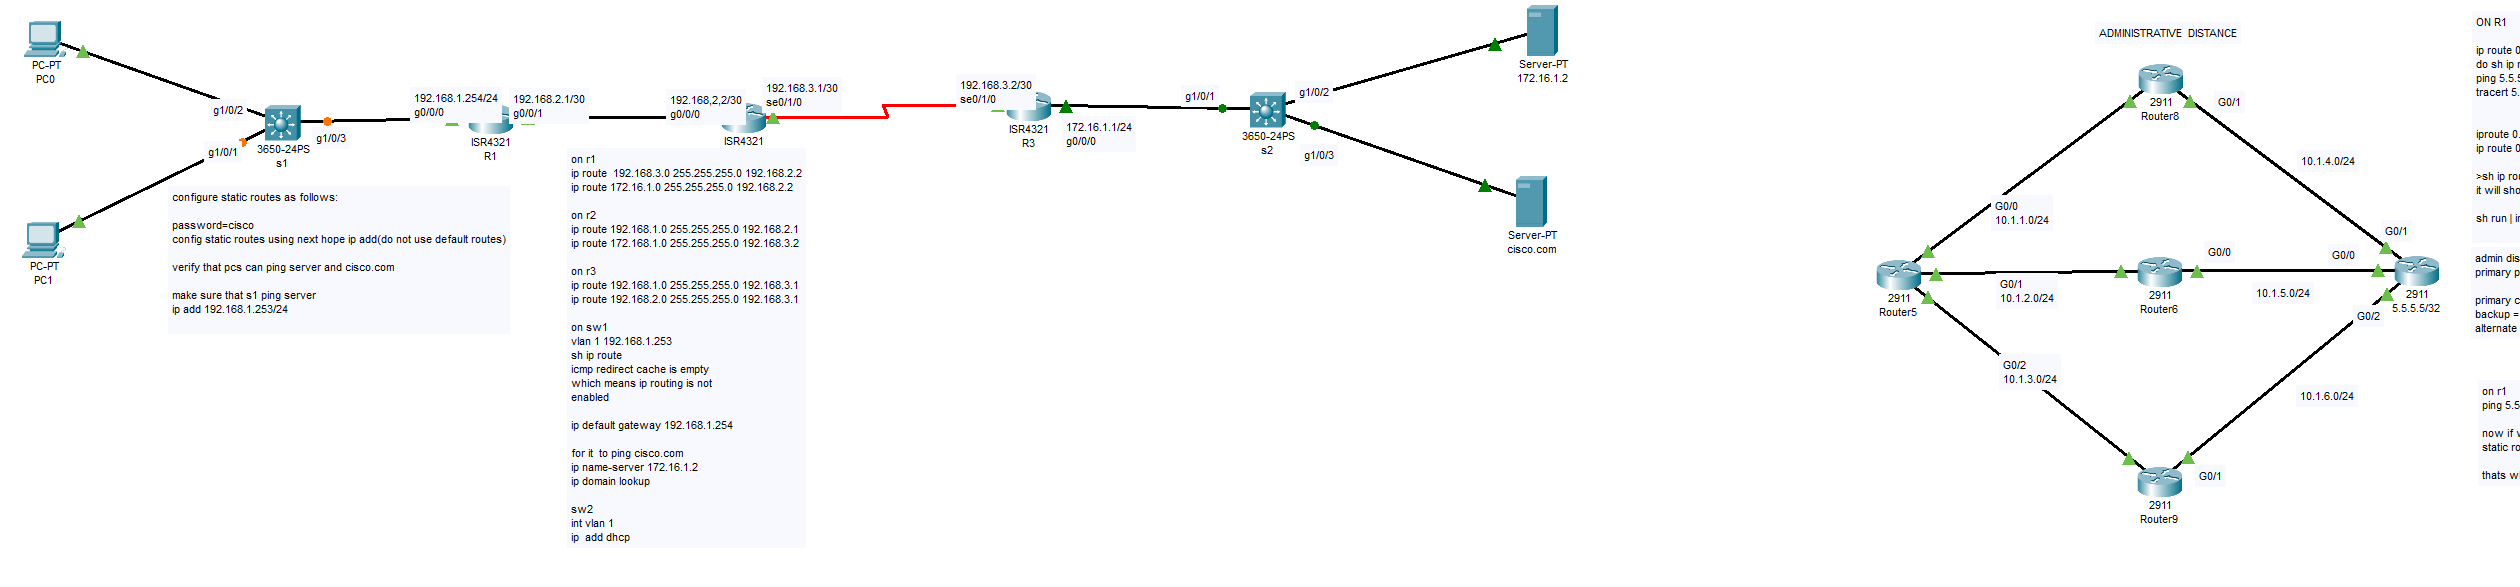 PC-PT
PC0
PC-PT
PC1
g1/0/2
g1/0/1
g1/0/3
3650-24PS
s1
192.168.1.254/24
g0/0/0
192.168.2.1/30
g0/0/1
ISR4321
R1
192.168,2,2/30
g0/0/0
192.168.3.1/30
se0/1/0
ISR4321
192.168.3.2/30
se0/1/0
ISR4321
R3
172.16.1.1/24
g0/0/0
g1/0/1
g1/0/2
3650-24PS
s2
g1/0/3
Server-PT
172.16.1.2
Server-PT
cisco.com
configure static routes as follows:
password=cisco
config static routes using next hope ip add(do not use default routes)
verify that pcs can ping server and cisco.com
make sure that s1 ping server
ip add 192.168.1.253/24
on r1
ip route  192.168.3.0 255.255.255.0 192.168.2.2
ip route 172.16.1.0 255.255.255.0 192.168.2.2
on r2
ip route 192.168.1.0 255.255.255.0 192.168.2.1
ip route 172.168.1.0 255.255.255.0 192.168.3.2
on r3
ip route 192.168.1.0 255.255.255.0 192.168.3.1
ip route 192.168.2.0 255.255.255.0 192.168.3.1
on sw1
vlan 1 192.168.1.253
sh ip route
icmp redirect cache is empty
which means ip routing is not
enabled
ip default gateway 192.168.1.254
for it  to ping cisco.com
ip name-server 172.16.1.2
ip domain lookup
sw2
int vlan 1
ip  add dhcp
ADMINISTRATIVE  DISTANCE
2911
Router8
G0/1
10.1.4.0/24
G0/0
10.1.1.0/24
G0/1
G0/0
G0/0
2911
Router5
G0/1
10.1.2.0/24
2911
Router6
10.1.5.0/24
2911
5.5.5.5/32
G0/2
G0/2
10.1.3.0/24
10.1.6.0/24
G0/1
2911
Router9
ON R1
ip route 0
do sh ip r
ping 5.5.5
tracert 5.
iproute 0.
ip route 0
>sh ip rou
it will sho
sh run | in
admin dis
primary p
primary c
backup =
alternate
on r1
ping 5.5
now if v
static ro
thats w